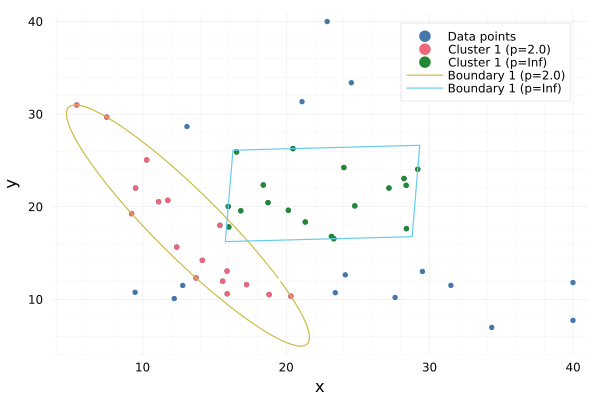 40
30
20
10
y
10
20
30
40
x
Data points
Cluster 1 (p=2.0)
Cluster 1 (p=Inf)
Boundary 1 (p=2.0)
Boundary 1 (p=Inf)